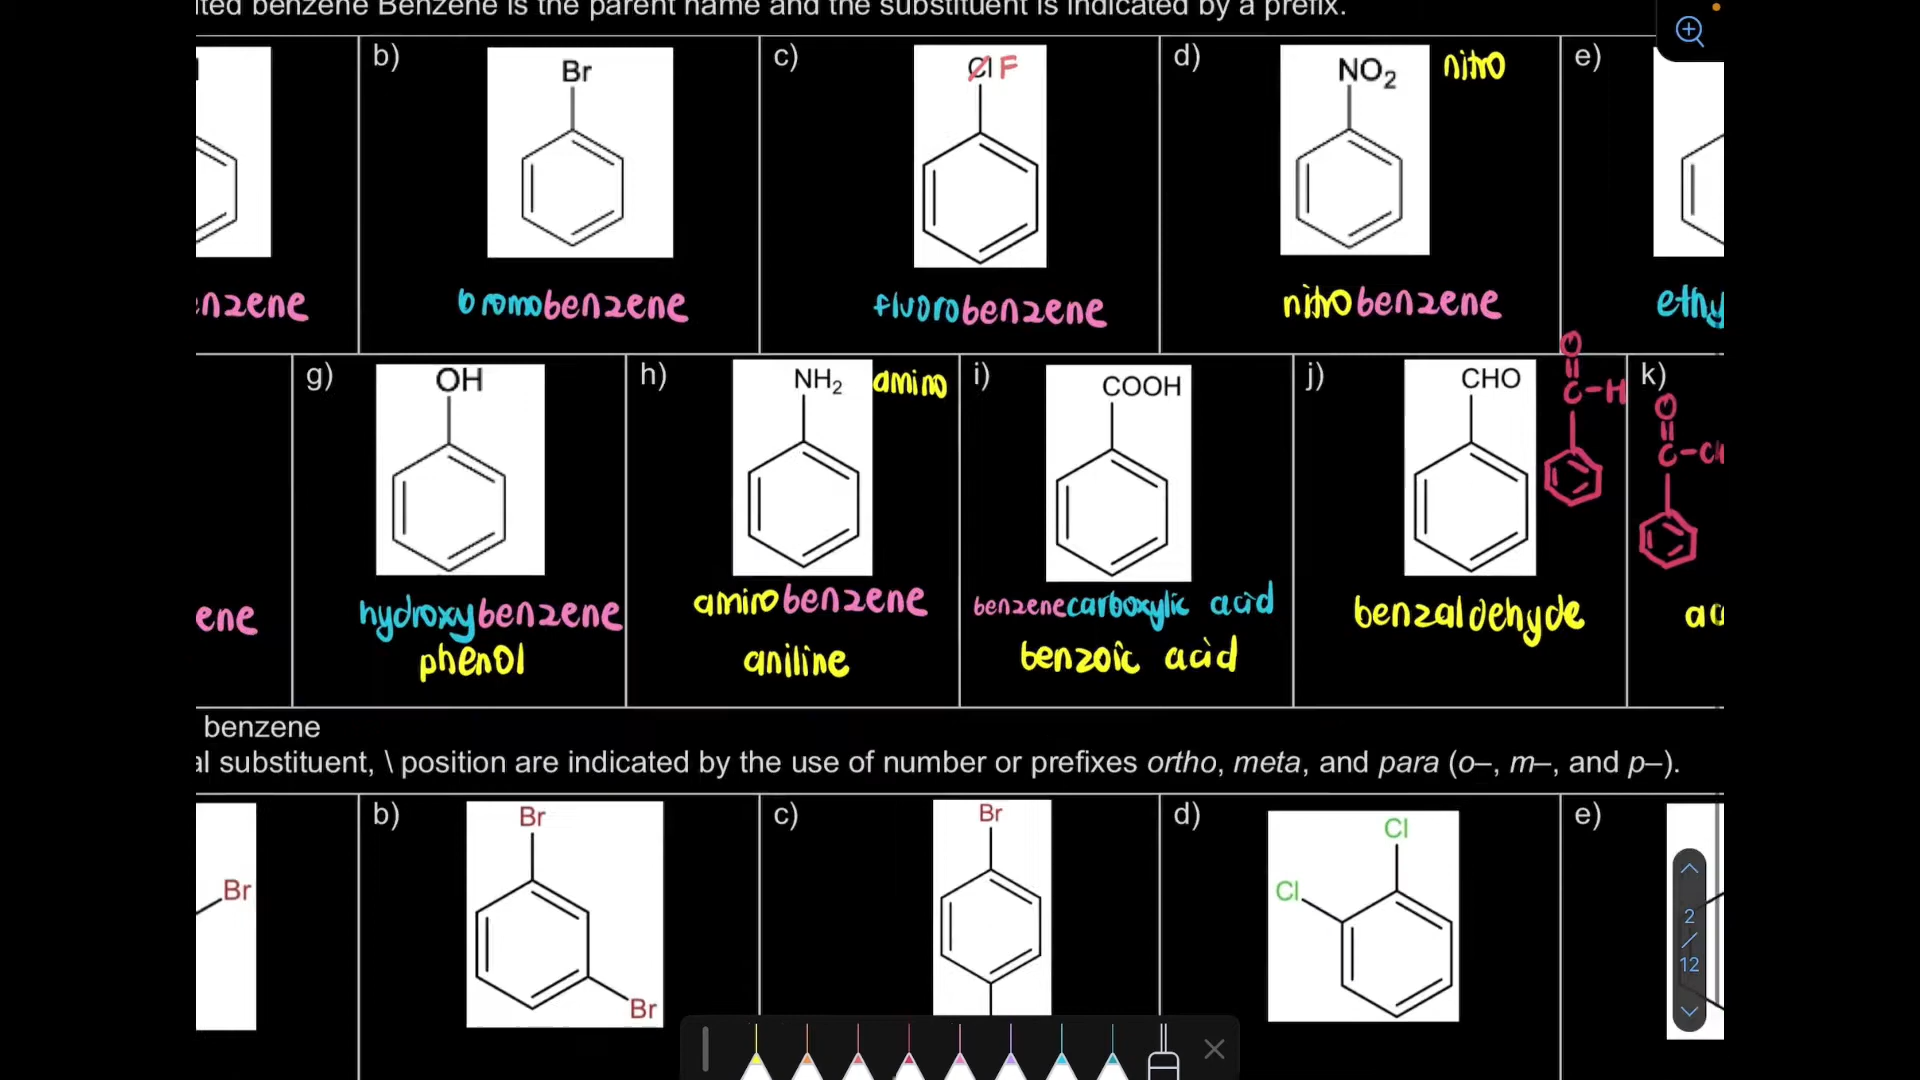 ted benzene Benzene is the parent name and the substituent is indicated by a prefix.
b)
Br
bromobenzene
c)
Cl F
fluorobenzene
d)
NO2
nitro
nitrobenzene
e)
g)
OH
hydroxybenzene
phenol
h)
NH2
amino
aminobenzene
aniline
i)
COOH
benzenecarboxylic acid
benzoic acid
j)
CHO
O
C-H
benzaldehyde
k)
O
benzene
al substituent, \ position are indicated by the use of number or prefixes ortho, meta, and para (o–, m–, and p–).
Br
b)
Br
Br
c)
Br
d)
Cl
Cl
e)
2
/
12